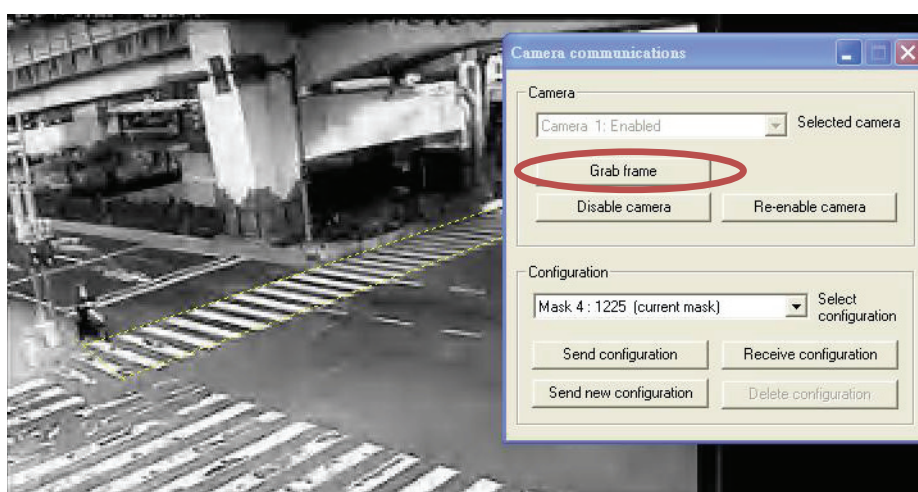 Camera communications
Camera
Camera 1: Enabled
Selected camera
Grab frame
Disable camera
Re-enable camera
Configuration
Mask 4 : 1225 (current mask)
Select
configuration
Send configuration
Receive configuration
Send new configuration
Delete configuration